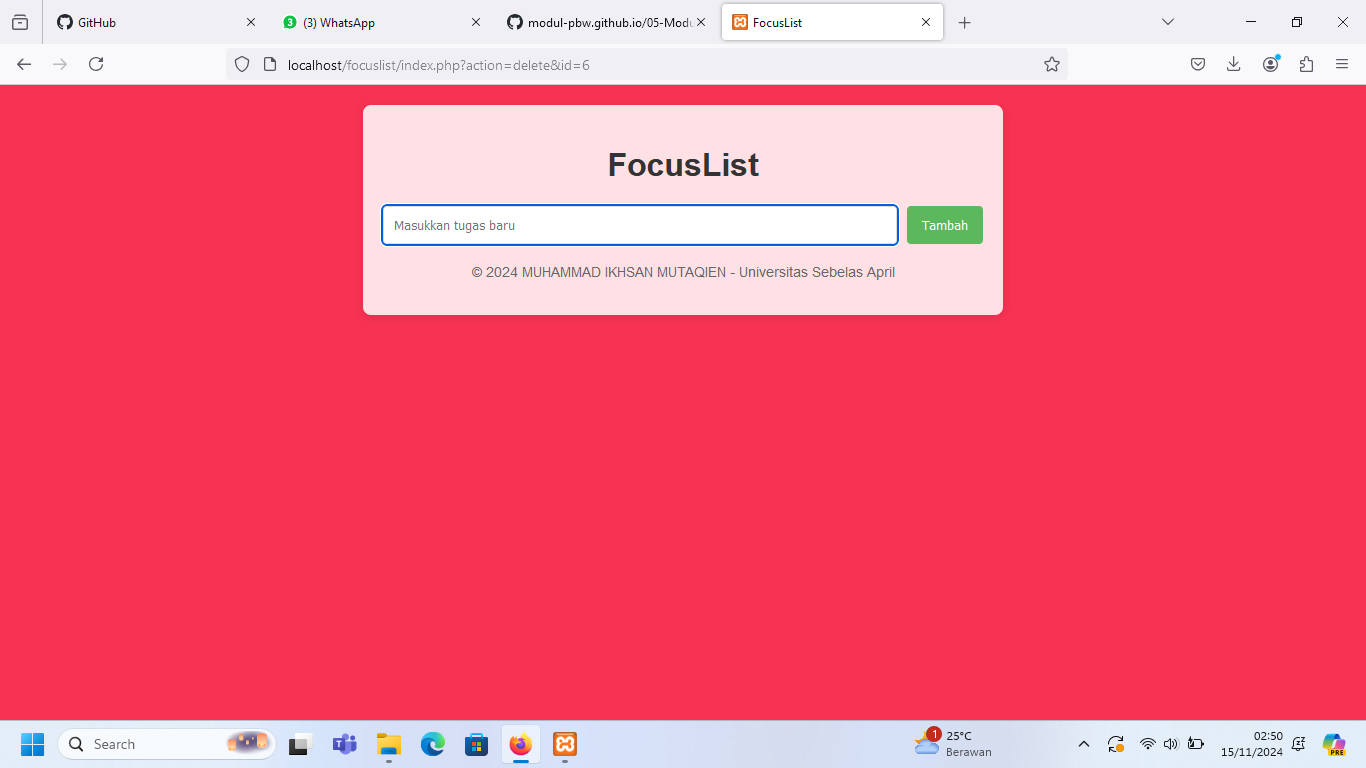 GitHub
3 (3) WhatsApp
modul-pbw.github.io/05-Modu
FocusList
localhost/focuslist/index.php?action=delete&id=6
FocusList
Masukkan tugas baru
Tambah
© 2024 MUHAMMAD IKHSAN MUTAQIEN - Universitas Sebelas April
Search
1
25°C
Berawan
02:50
15/11/2024
PRE